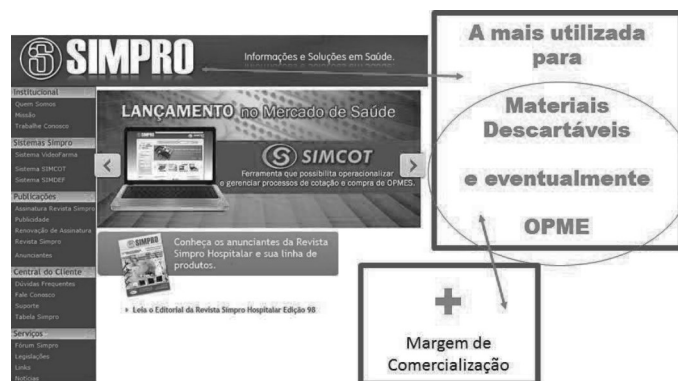 SIMPRO
Informações e Soluções em Saúde.
Institucional
Quem Somos
Missão
Trabalhe Conosco
Sistemas Simpro
Sistema VideoFarma
Sistema SIMCOT
Sistema SIMDEF
Publicações
Assinatura Revista Simpro
Publicidade
Renovação de Assinatura
Revista Simpro
Anunciantes
Central do Cliente
Dúvidas Frequentes
Fale Conosco
Suporte
Tabela Simpro
Serviços
Fórum Simpro
Legislações
Links
Notícias
LANÇAMENTO no Mercado de Saúde
SIMCOT
Ferramenta que possibilita operacionalizar
e gerenciar processos de cotação e compra de OPMES.
SIMPRO
Conheça os anunciantes da Revista
Simpro Hospitalar e sua linha de
produtos.
Leia o Editorial da Revista Simpro Hospitalar Edição 98
A mais utilizada
para
Materiais
Descartáveis
e eventualmente
OPME
+
Margem de
Comercialização